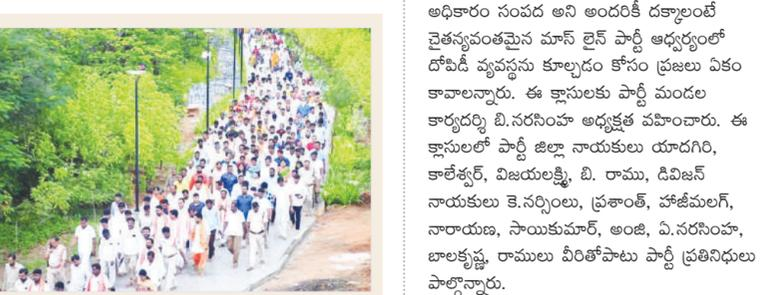 అధికారం సంపద అని అందరికీ దక్కాలంటే
చైతన్యవంతమైన మాస్ లైన్ పార్టీ ఆధ్వర్యంలో
దోపిడీ వ్యవస్థను కూల్చడం కోసం ప్రజలు ఏకం
కావాలన్నారు. ఈ క్లాసులకు పార్టీ మండల
కార్యదర్శి బి.నరసింహ అధ్యక్షత వహించారు. ఈ
క్లాసులలో పార్టీ జిల్లా నాయకులు యాదగిరి,
కాలేశ్వర్, విజయలక్ష్మి, బి. రాము, డివిజన్
నాయకులు కె.నర్సింలు, ప్రశాంత్, హాజీమలగ్,
నారాయణ, సాయికుమార్, అంజి, ఏ.నరసింహ,
బాలకృష్ణ, రాములు వీరితోపాటు పార్టీ ప్రతినిధులు
పాల్గొన్నారు.